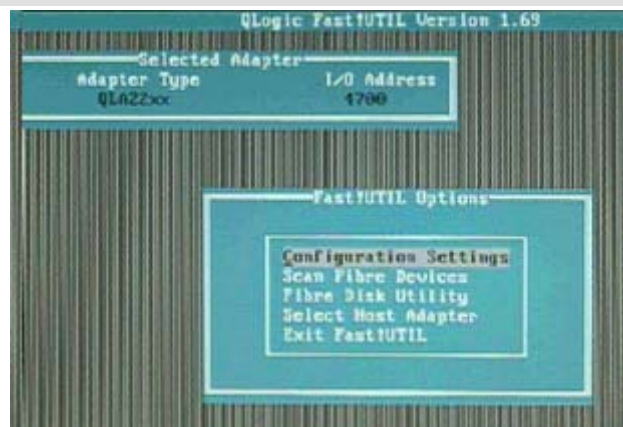 QLogic Fast!UTIL Version 1.69
Selected Adapter
Adapter Type I/O Address
QLA22xx 4700
Fast!UTIL Options
Configuration Settings
Scan Fibre Devices
Fibre Disk Utility
Select Host Adapter
Exit Fast!UTIL